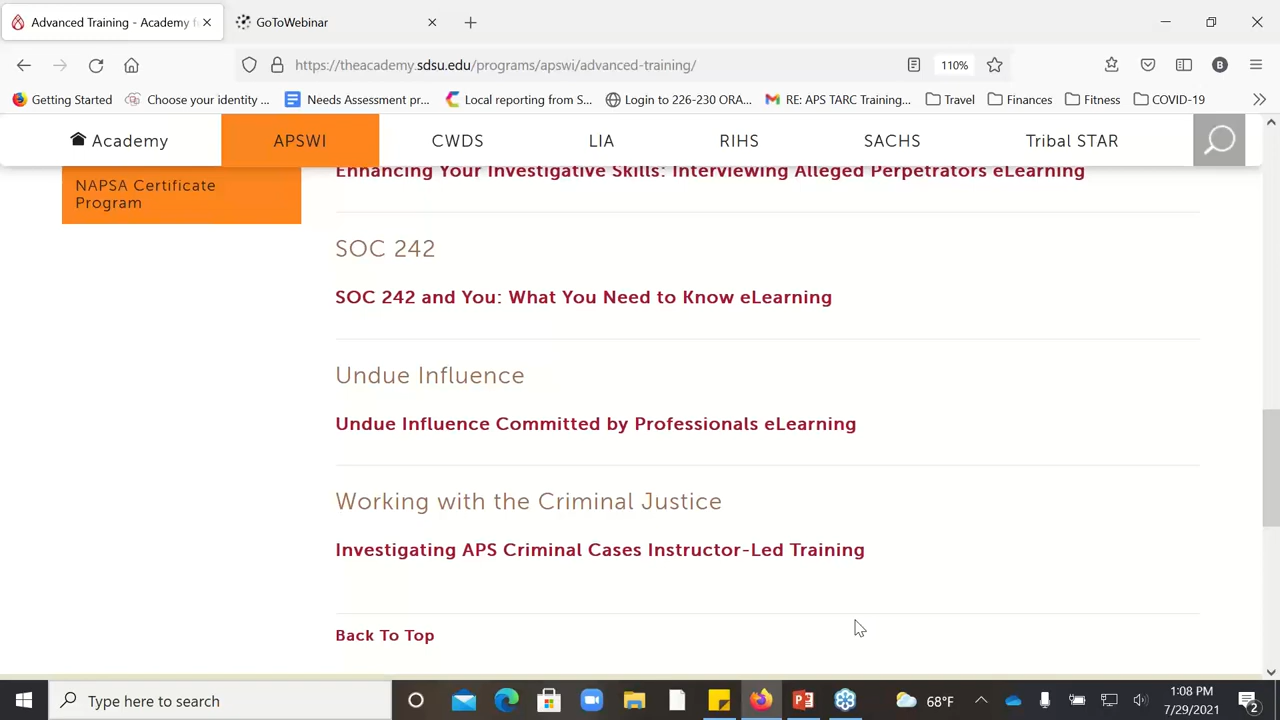 Advanced Training - Academy f
GoToWebinar
https://theacademy.sdsu.edu/programs/apswi/advanced-training/
110%
B
Getting Started
Choose your identity ...
Needs Assessment pr...
Local reporting from S...
Login to 226-230 ORA...
RE: APS TARC Training...
Travel
Finances
Fitness
COVID-19
Academy
APSWI
CWDS
LIA
RIHS
SACHS
Tribal STAR
NAPSA Certificate
Program
Enhancing Your Investigative Skills: Interviewing Alleged Perpetrators eLearning
SOC 242
SOC 242 and You: What You Need to Know eLearning
Undue Influence
Undue Influence Committed by Professionals eLearning
Working with the Criminal Justice
Investigating APS Criminal Cases Instructor-Led Training
Back To Top
Type here to search
68°F
1:08 PM
7/29/2021
2